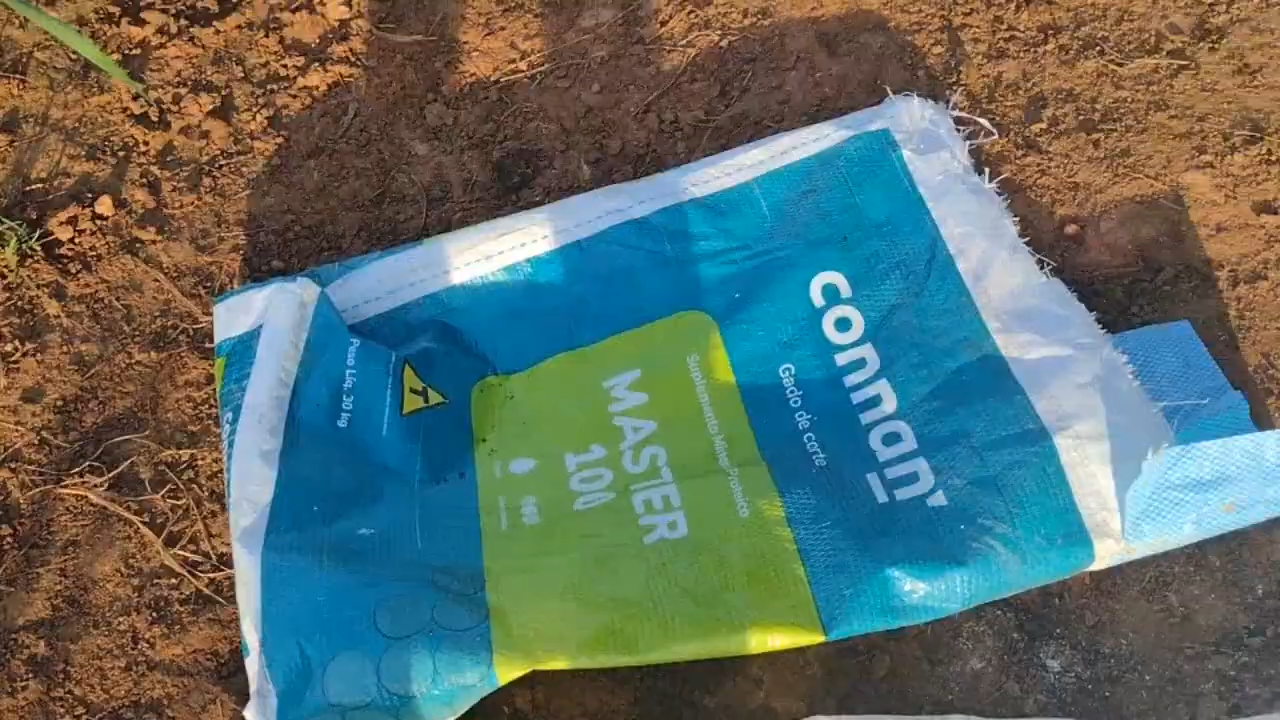 connan
Gado de corte
Suplemento Mineral Proteico
MASTER
100
T
Peso Líq. 30 kg